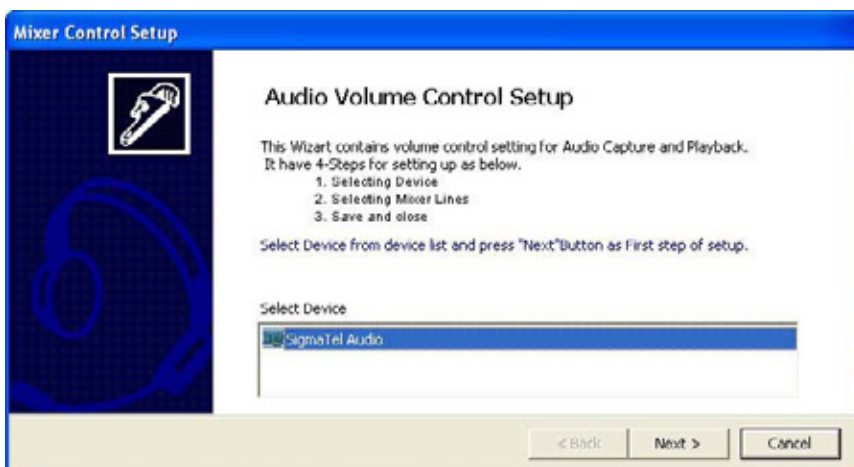 Mixer Control Setup
Audio Volume Control Setup
This Wizart contains volume control setting for Audio Capture and Playback.
It have 4-Steps for setting up as below.
1. Selecting Device
2. Selecting Mixer Lines
3. Save and close
Select Device from device list and press "Next"Button as First step of setup.
Select Device
SigmaTel Audio
< Back
Next >
Cancel